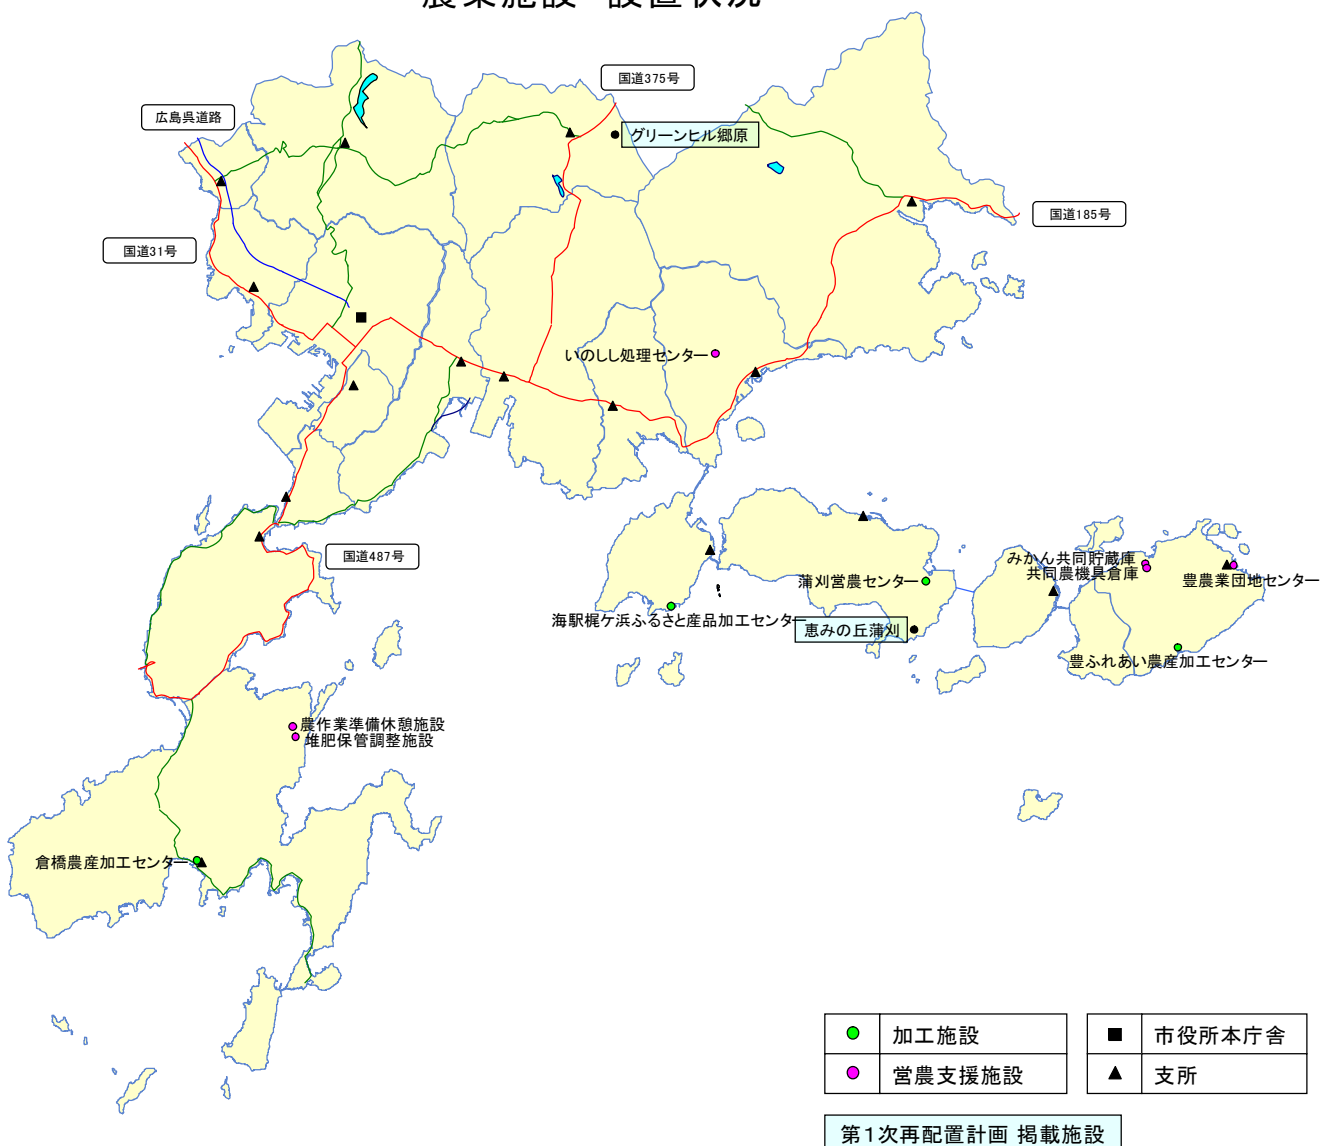 農業施設 設置状況
国道375号
広島呉道路
グリーンヒル郷原
国道185号
国道31号
いのしし処理センター
国道487号
みかん共同貯蔵庫
共同農機具倉庫
豊農業団地センター
蒲刈営農センター
海駅梶ケ浜ふるさと産品加工センター
恵みの丘蒲刈
豊ふれあい農産加工センター
農作業準備休憩施設
堆肥保管調整施設
倉橋農産加工センター
加工施設
市役所本庁舎
営農支援施設
支所
第1次再配置計画 掲載施設